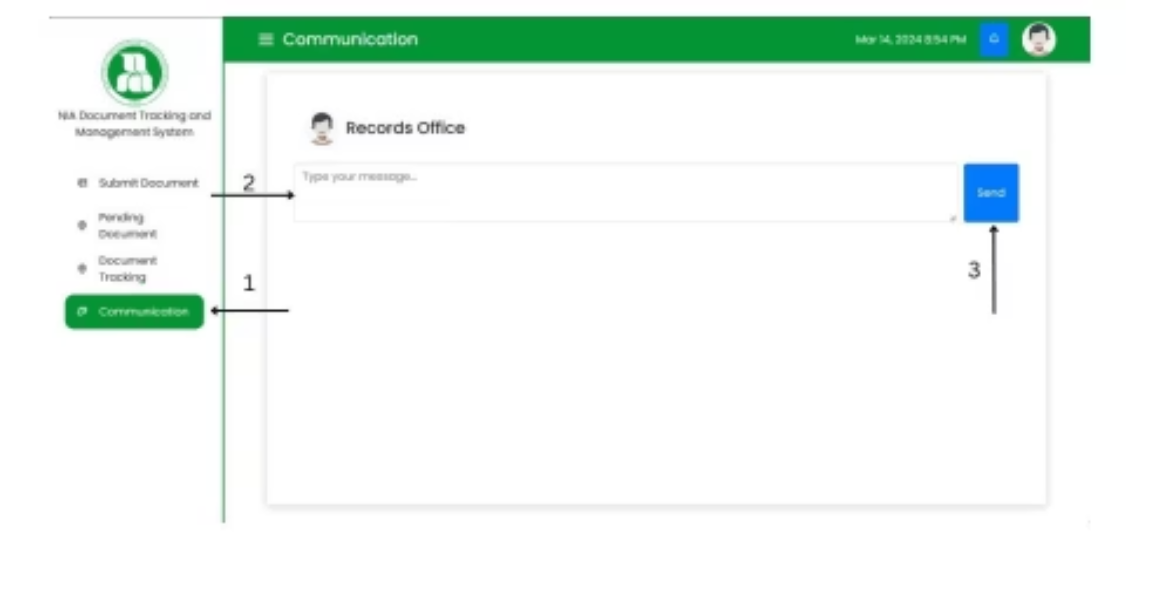 Communication
Mar 14, 2024 8:54 PM
NIA Document Tracking and
Management System
Records Office
Type your message...
Send
Submit Document
Pending
Document
Document
Tracking
Communication
2
1
3